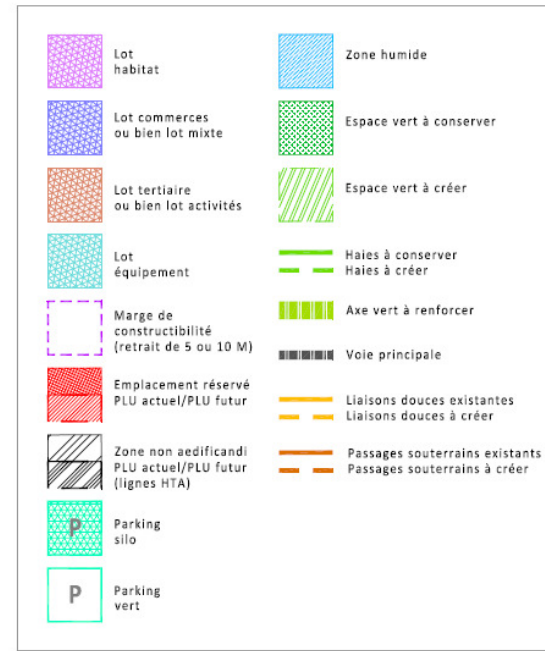 Lot
habitat
Lot commerces
ou bien lot mixte
Lot tertiaire
ou bien lot activités
Lot
équipement
Marge de
constructibilité
(retrait de 5 ou 10 M)
Emplacement réservé
PLU actuel/PLU futur
Zone non aedificandi
PLU actuel/PLU futur
(lignes HTA)
P
Parking
silo
P
Parking
vert
Zone humide
Espace vert à conserver
Espace vert à créer
Haies à conserver
Haies à créer
Axe vert à renforcer
Voie principale
Liaisons douces existantes
Liaisons douces à créer
Passages souterrains existants
Passages souterrains à créer